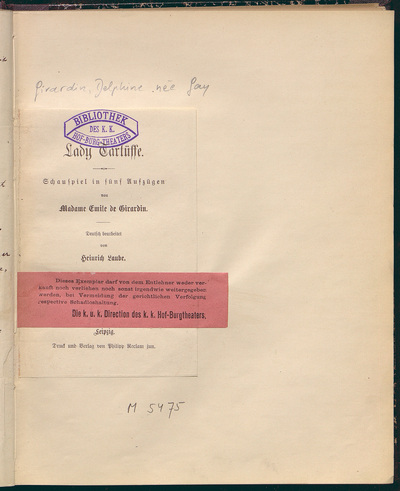 Girardin, Delphine née Gay
BIBLIOTHEK
DES K. K.
HOF-BURG-THEATERS
Lady Tartüffe.
Schauspiel in fünf Aufzügen
von
Madame Emile de Girardin.
Deutsch bearbeitet
von
Heinrich Laube.
Dieses Exemplar darf von dem Entlehner weder ver-
kauft noch verliehen noch sonst irgendwie weitergegeben
werden, bei Vermeidung der gerichtlichen Verfolgung
respective Schadloshaltung.
Die k. u. k. Direction des k. k. Hof-Burgtheaters.
Leipzig.
Druck und Verlag von Philipp Reclam jun.
M 5475